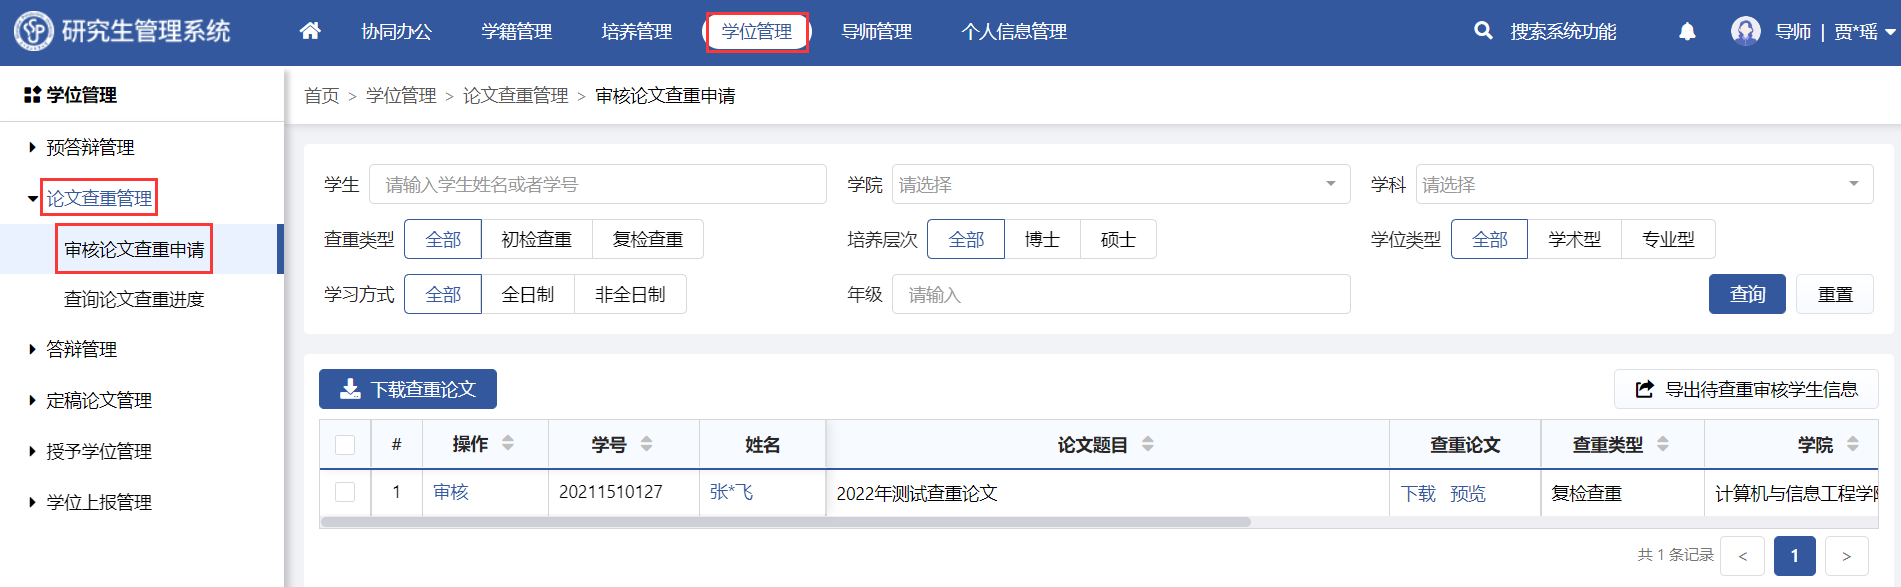 研究生管理系统 协同办公 学籍管理 培养管理 学位管理 导师管理 个人信息管理 搜索系统功能 导师 | 贾*瑶
学位管理
预答辩管理
论文查重管理
审核论文查重申请
查询论文查重进度
答辩管理
定稿论文管理
授予学位管理
学位上报管理
首页 > 学位管理 > 论文查重管理 > 审核论文查重申请
学生 请输入学生姓名或者学号 学院 请选择 学科 请选择
查重类型 全部 初检查重 复检查重 培养层次 全部 博士 硕士 学位类型 全部 学术型 专业型
学习方式 全部 全日制 非全日制 年级 请输入 查询 重置
下载查重论文 导出待查重审核学生信息
# 操作 学号 姓名 论文题目 查重论文 查重类型 学院
1 审核 20211510127 张*飞 2022年测试查重论文 下载 预览 复检查重 计算机与信息工程学
共 1 条记录 < 1 >